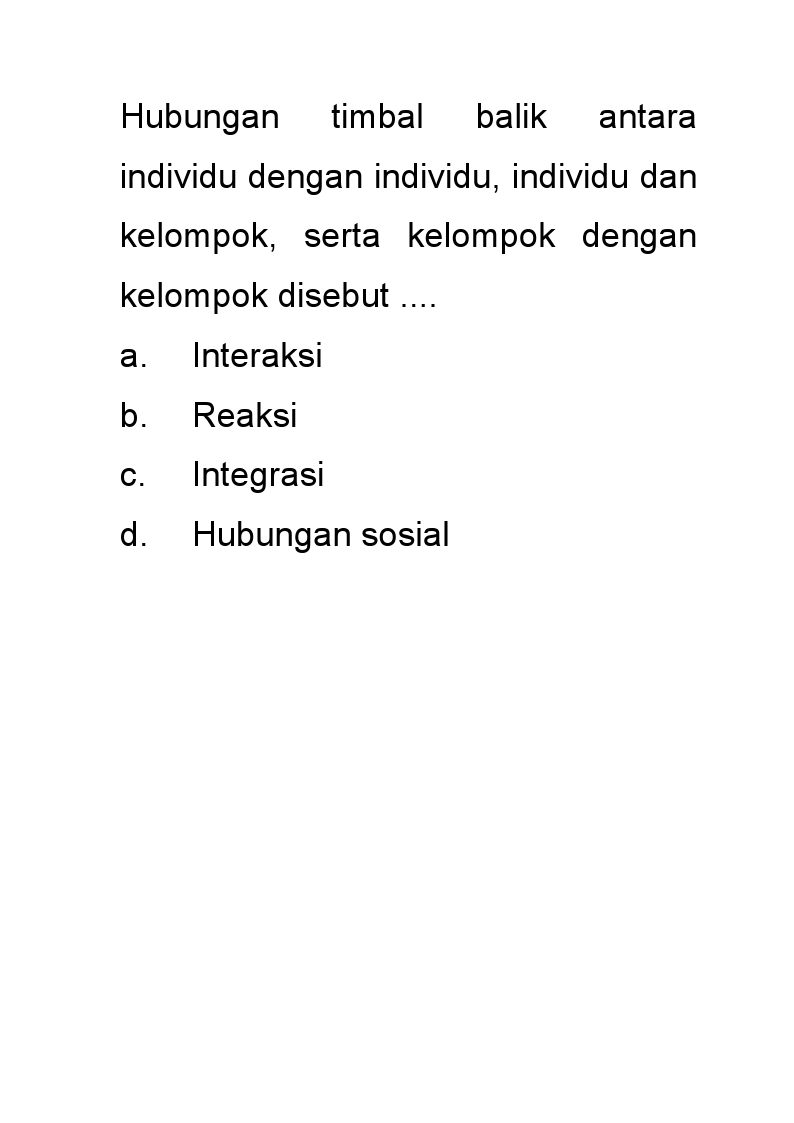 Hubungan timbal balik antara
individu dengan individu, individu dan
kelompok, serta kelompok dengan
kelompok disebut ....
a. Interaksi
b. Reaksi
c. Integrasi
d. Hubungan sosial